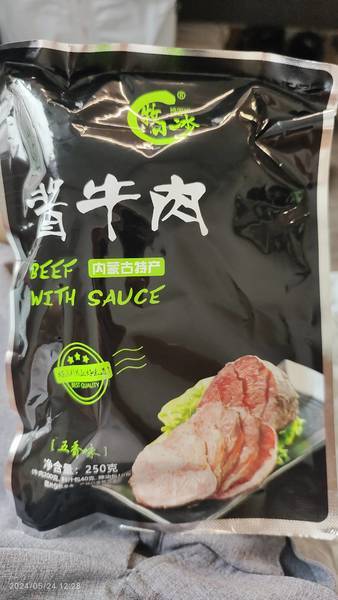 ®
酱牛肉
BEEF 内蒙古特产
WITH SAUCE
BEST QUALITY
[五香味]
净含量: 250克
2024/05/24 12:28